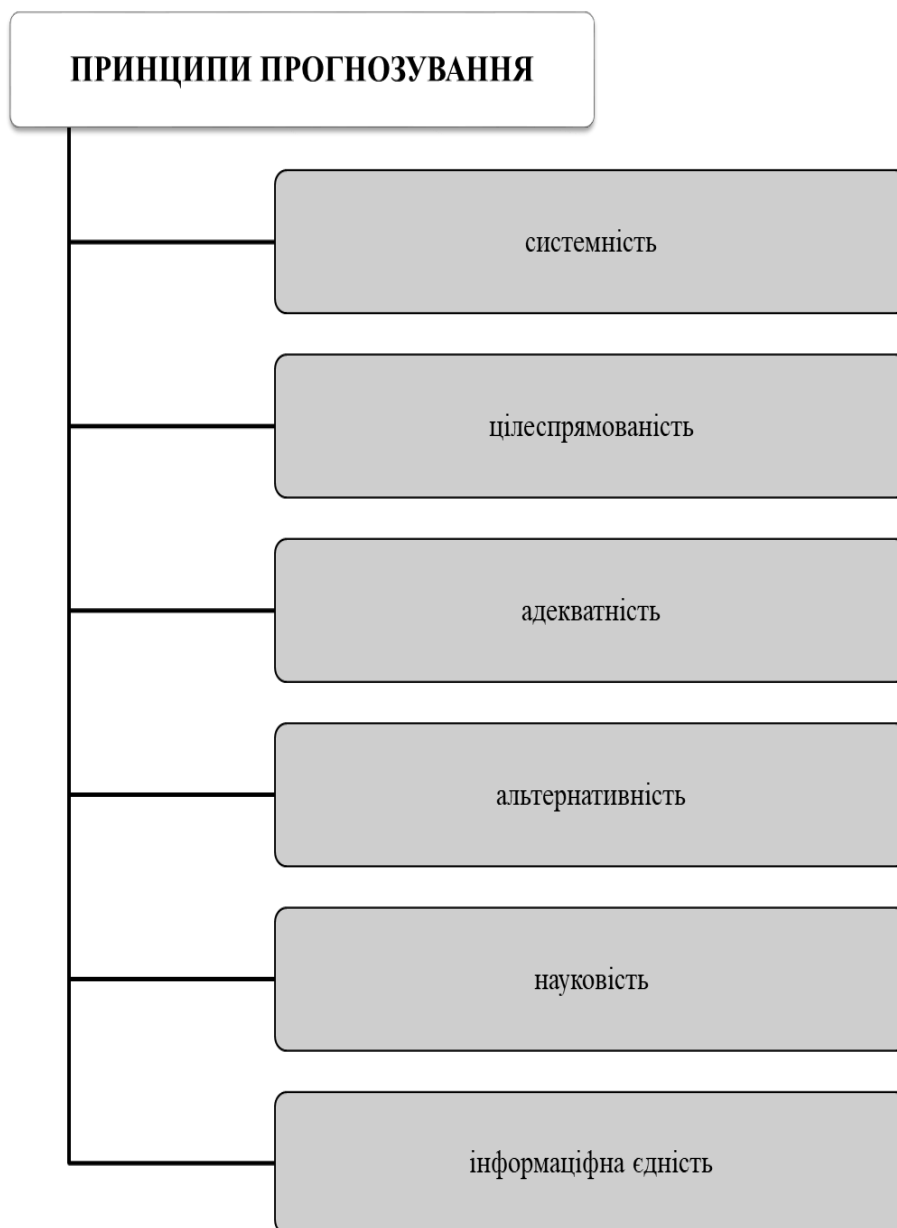 ПРИНЦИПИ ПРОГНОЗУВАННЯ
системність
цілеспрямованість
адекватність
альтернативність
науковість
інформаціфна єдність